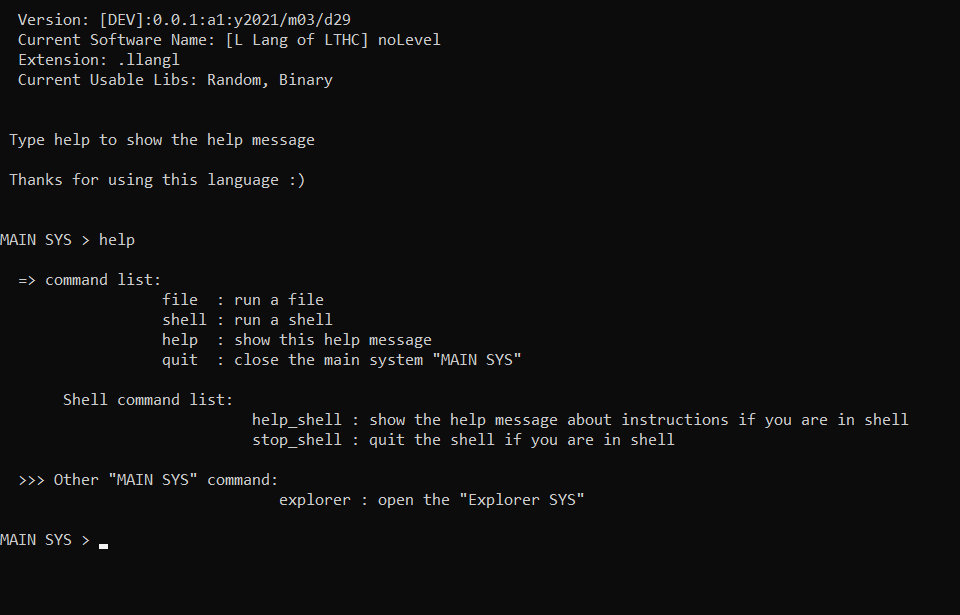 Version: [DEV]:0.0.1:a1:y2021/m03/d29
Current Software Name: [L Lang of LTHC] noLevel
Extension: .llangl
Current Usable Libs: Random, Binary
Type help to show the help message
Thanks for using this language :)
MAIN SYS > help
=> command list:
file  : run a file
shell : run a shell
help  : show this help message
quit  : close the main system "MAIN SYS"
Shell command list:
help_shell : show the help message about instructions if you are in shell
stop_shell : quit the shell if you are in shell
>>> Other "MAIN SYS" command:
explorer : open the "Explorer SYS"
MAIN SYS >